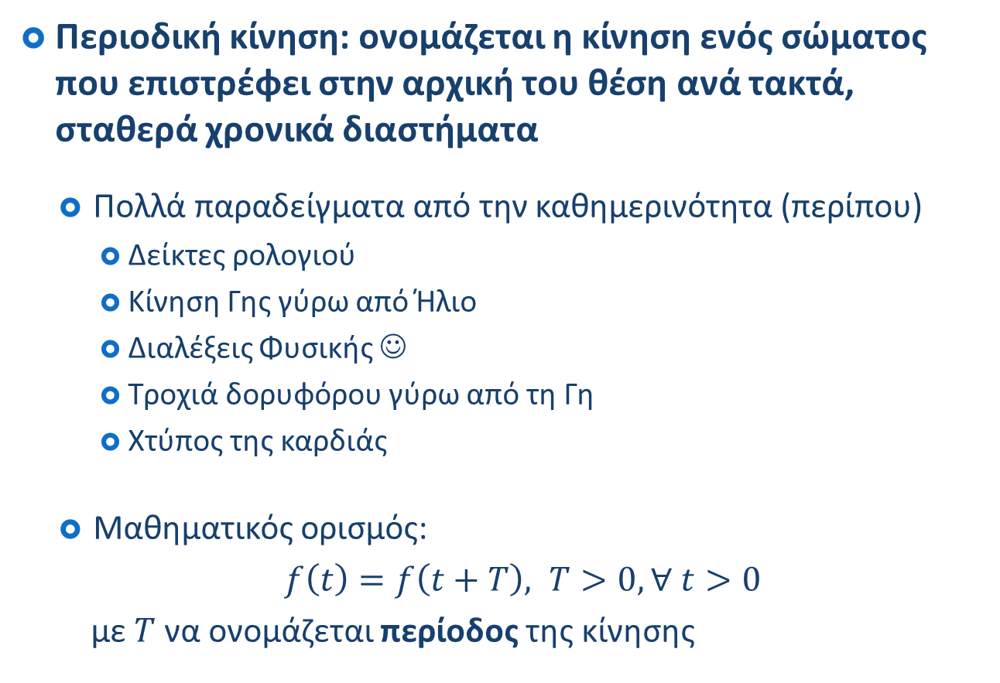 Περιοδική κίνηση: ονομάζεται η κίνηση ενός σώματος
που επιστρέφει στην αρχική του θέση ανά τακτά,
σταθερά χρονικά διαστήματα
Πολλά παραδείγματα από την καθημερινότητα (περίπου)
Δείκτες ρολογιού
Κίνηση Γης γύρω από Ήλιο
Διαλέξεις Φυσικής ☺
Τροχιά δορυφόρου γύρω από τη Γη
Χτύπος της καρδιάς
Μαθηματικός ορισμός:
f(t) = f(t + T), T > 0, ∀ t > 0
με T να ονομάζεται περίοδος της κίνησης